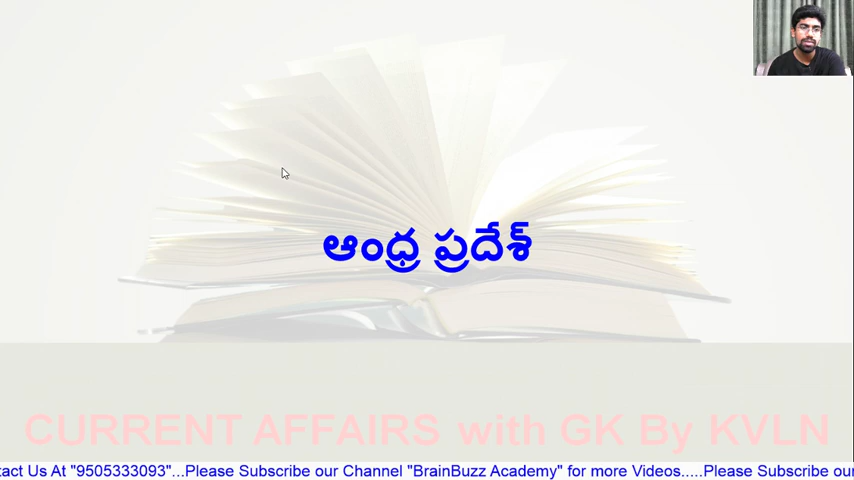 ఆంధ్ర ప్రదేశ్
CURRENT AFFAIRS with GK By KVLN
tact Us At "9505333093"...Please Subscribe our Channel "BrainBuzz Academy" for more Videos.....Please Subscribe our